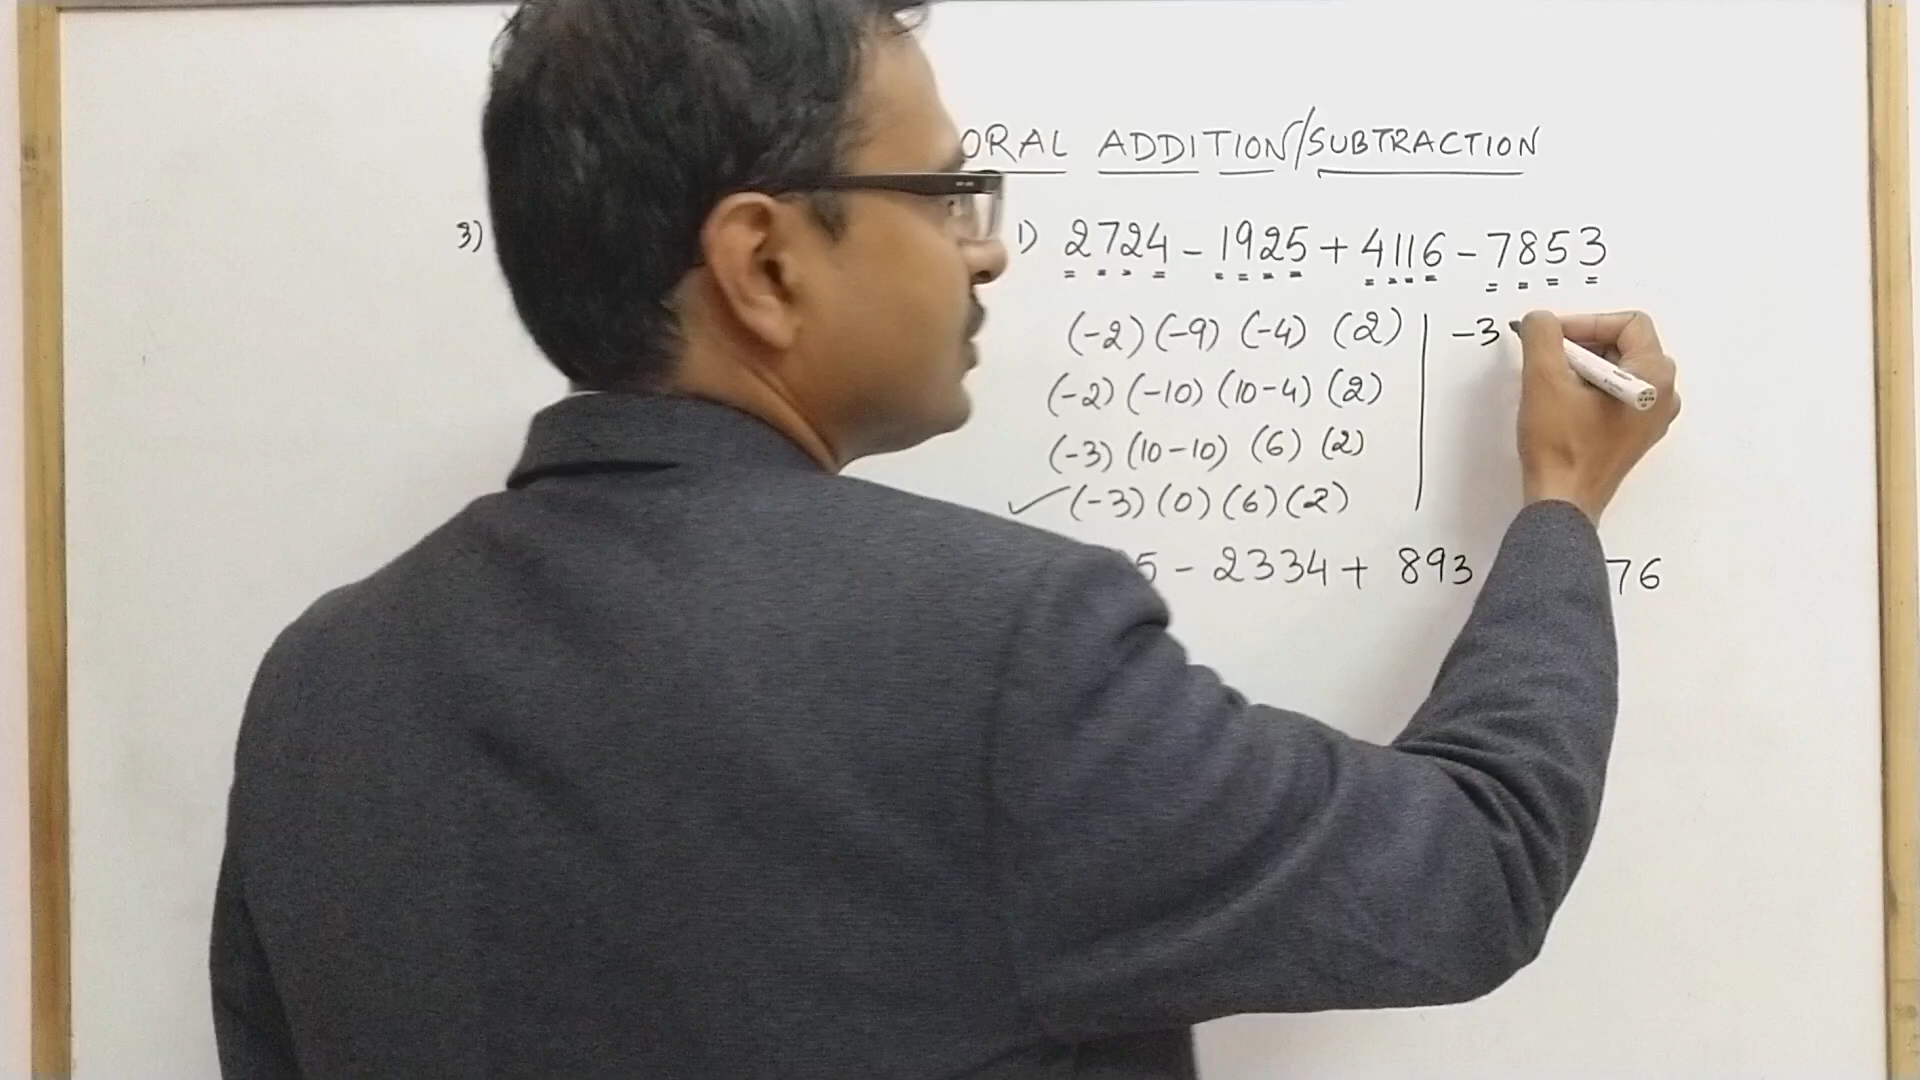 ORAL ADDITION/SUBTRACTION
3)
1) 2724 - 1925 + 4116 - 7853
(-2) (-9) (-4) (2) | -3
(-2) (-10) (10-4) (2)
(-3) (10-10) (6) (2)
✓ (-3) (0) (6) (2)
5 - 2334 + 893 76